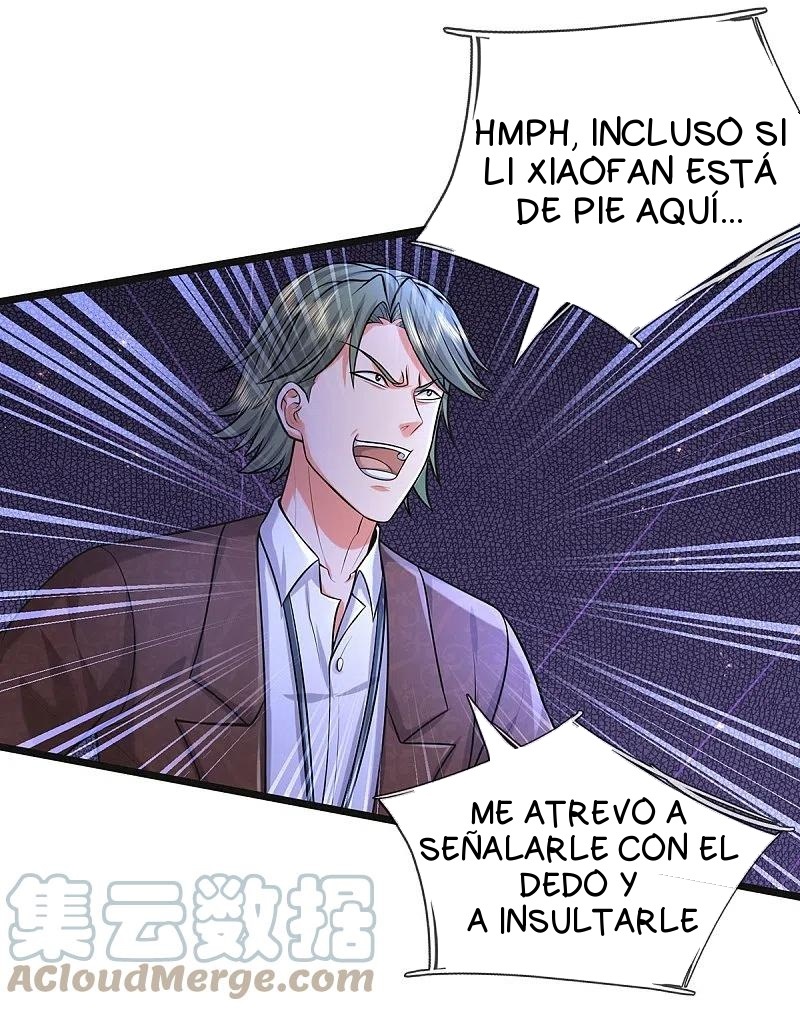 HMPH, INCLUSO SI
LI XIAOFAN ESTÁ
DE PIE AQUÍ...
ME ATREVO A
SEÑALARLE CON EL
DEDO Y
A INSULTARLE
集云数据
ACloudMerge.com